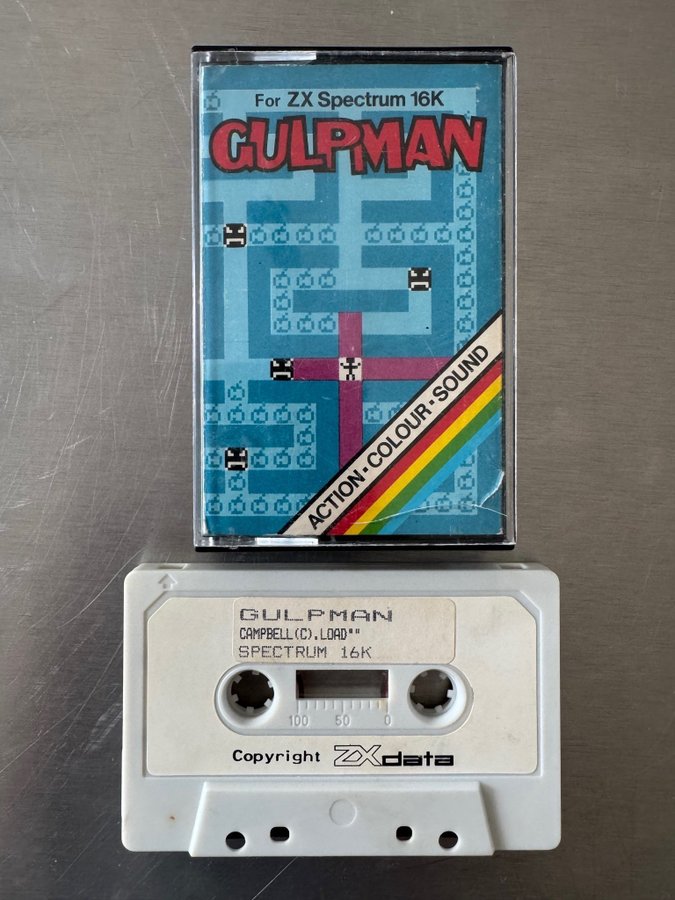 For ZX Spectrum 16K
GULPMAN
ACTION·COLOUR·SOUND
GULPMAN
CAMPBELL(C).LOAD""
SPECTRUM 16K
100 50 0
Copyright ZXdata